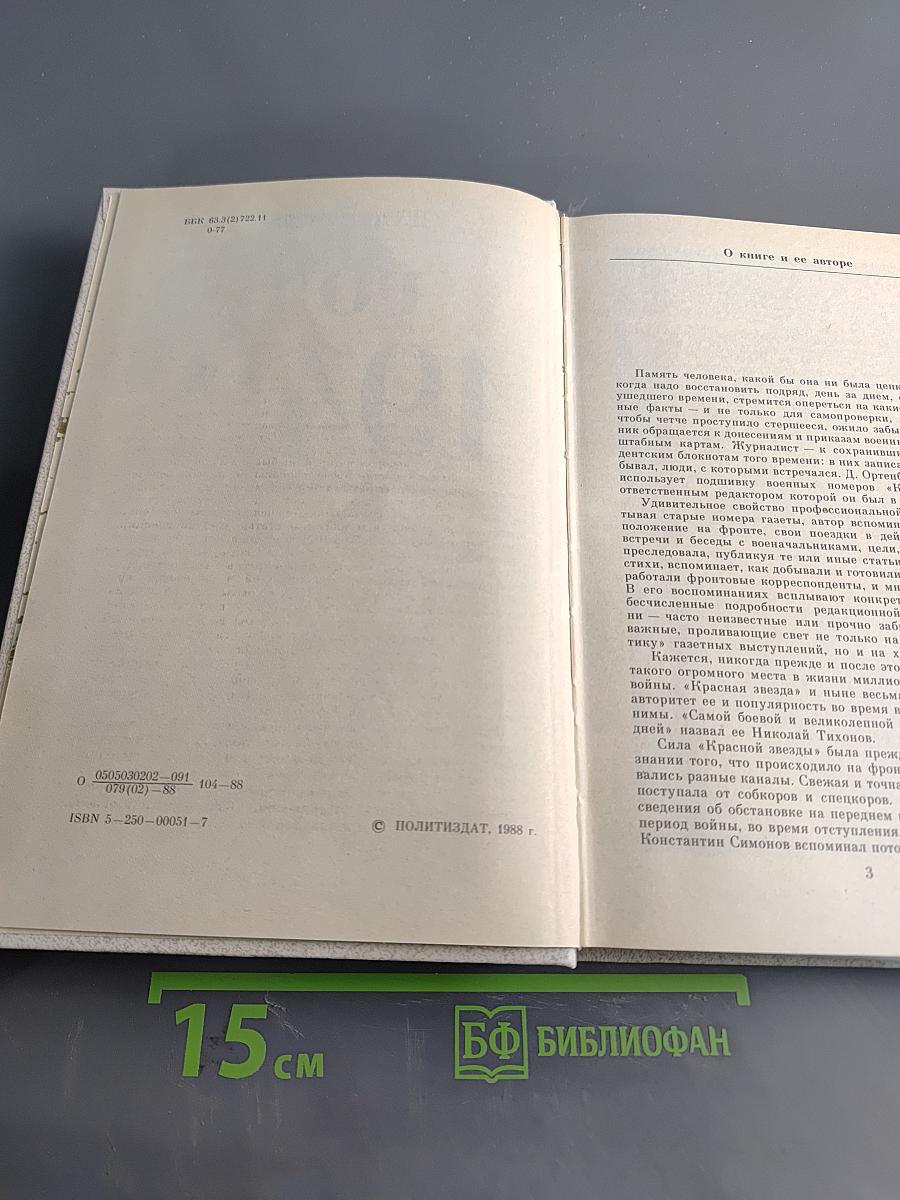 ББК 63.3(2)722.11
0-77
О 0505030202—091 104—88
079(02)—88
ISBN 5—250—00051—7
© ПОЛИТИЗДАТ, 1988 г.
О книге и ее авторе
Память человека, какой бы она ни была
когда надо восстановить подряд, день за днем,
ушедшего времени, стремится опереться на
ные факты — и не только для самопроверки,
чтобы четче проступило стершееся, ожило
ник обращается к донесениям и приказам
штабным картам. Журналист — к
дентским блокнотам того времени: в них
бывал, люди, с которыми встречался. Д.
использует подшивку военных номеров
ответственным редактором которой он был в
Удивительное свойство профессиональной
тывая старые номера газеты, автор
положение на фронте, свои поездки в
встречи и беседы с военачальниками, цели,
преследовала, публикуя те или иные
стихи, вспоминает, как добывали и готовили
работали фронтовые корреспонденты, и
В его воспоминаниях всплывают
бесчисленные подробности редакционной
ни — часто неизвестные или прочно
важные, проливающие свет не только на
тику» газетных выступлений, но и на
Кажется, никогда прежде и после
такого огромного места в жизни
войны. «Красная звезда» и ныне
авторитет ее и популярность во время
нимы. «Самой боевой и великолепной
дней» назвал ее Николай Тихонов.
Сила «Красной звезды» была
знании того, что происходило на
вались разные каналы. Свежая и
поступала от собкоров и спецкоров.
сведения об обстановке на переднем
период войны, во время отступления
Константин Симонов вспоминал
3
15 см
БФ БИБЛИОФАН